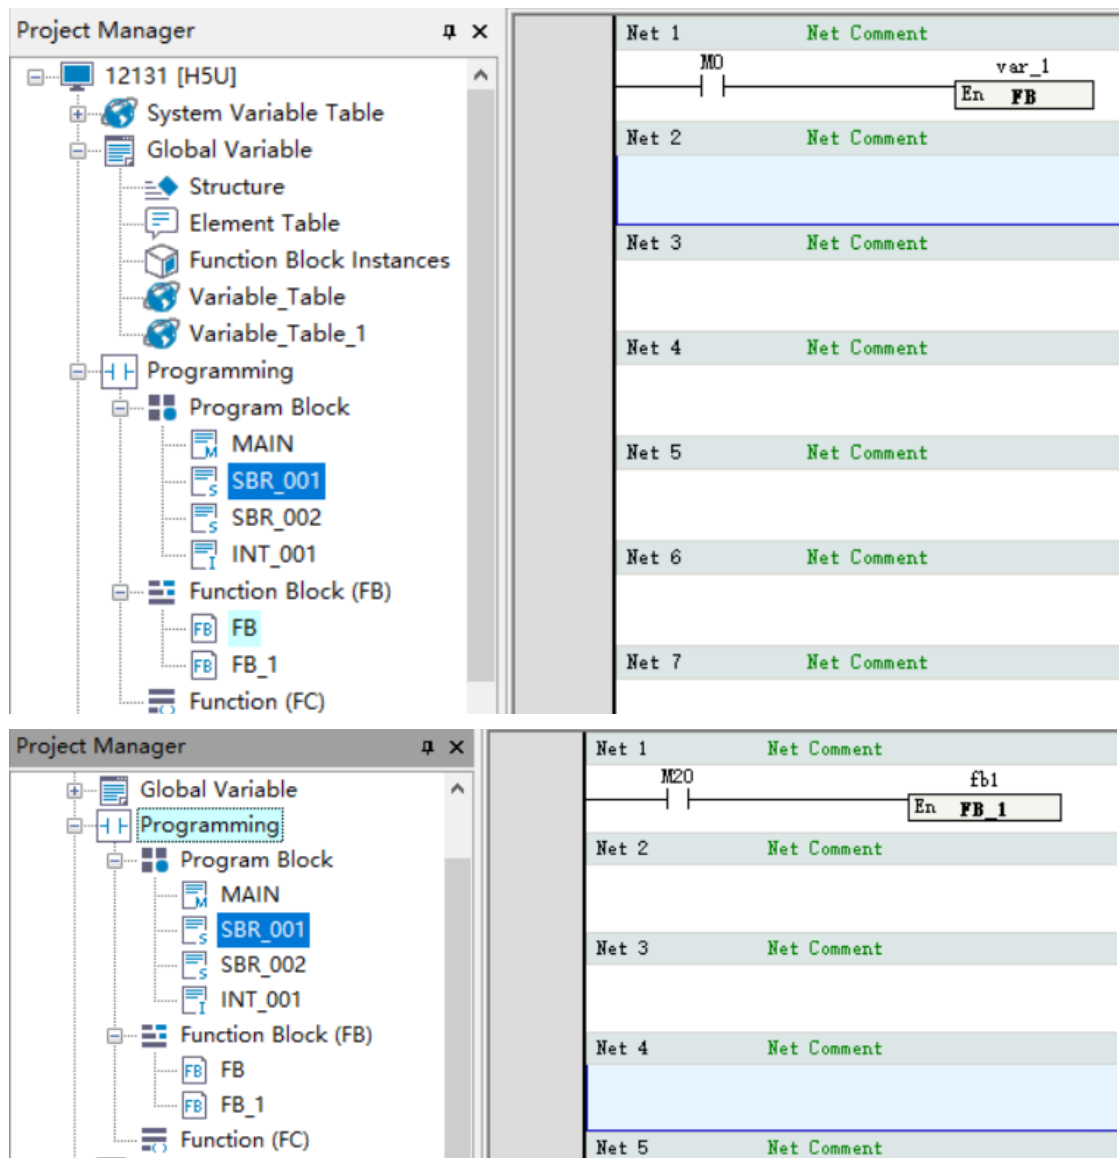 Project Manager
12131 [H5U]
System Variable Table
Global Variable
Structure
Element Table
Function Block Instances
Variable_Table
Variable_Table_1
Programming
Program Block
MAIN
SBR_001
SBR_002
INT_001
Function Block (FB)
FB
FB_1
Function (FC)
Net 1 Net Comment
M0 var_1
En FB
Net 2 Net Comment
Net 3 Net Comment
Net 4 Net Comment
Net 5 Net Comment
Net 6 Net Comment
Net 7 Net Comment
Project Manager
Global Variable
Programming
Program Block
MAIN
SBR_001
SBR_002
INT_001
Function Block (FB)
FB
FB_1
Function (FC)
Net 1 Net Comment
M20 fb1
En FB_1
Net 2 Net Comment
Net 3 Net Comment
Net 4 Net Comment
Net 5 Net Comment